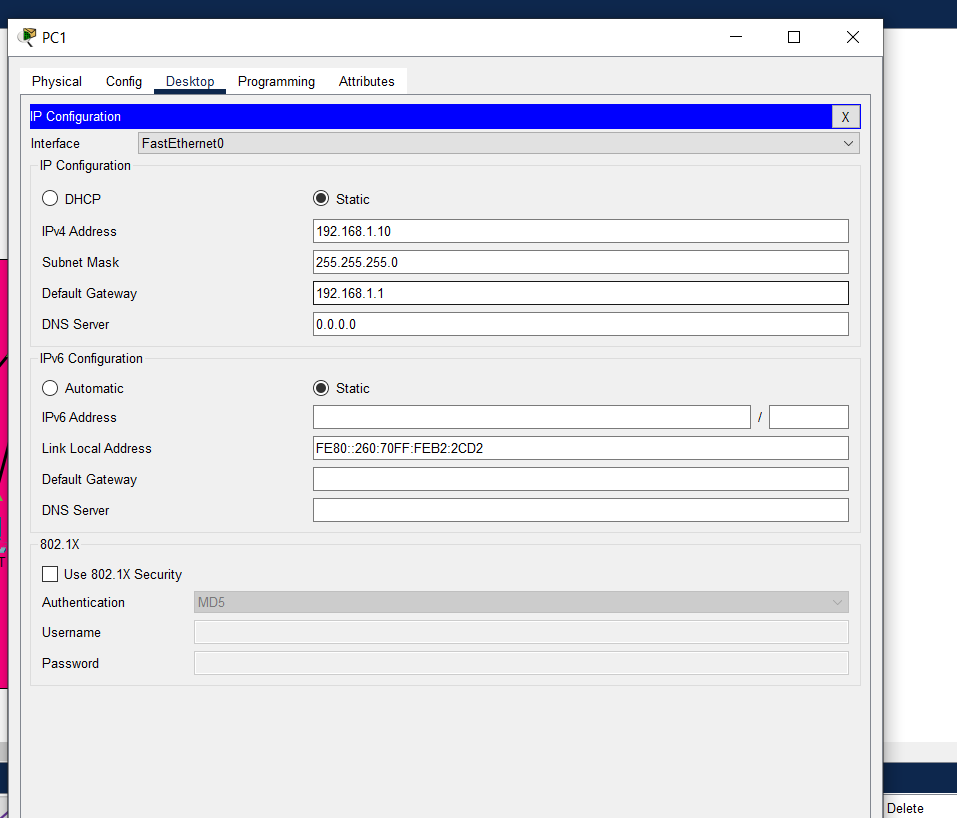 PC1
Physical Config Desktop Programming Attributes
IP Configuration X
Interface FastEthernet0
IP Configuration
DHCP Static
IPv4 Address 192.168.1.10
Subnet Mask 255.255.255.0
Default Gateway 192.168.1.1
DNS Server 0.0.0.0
IPv6 Configuration
Automatic Static
IPv6 Address /
Link Local Address FE80::260:70FF:FEB2:2CD2
Default Gateway
DNS Server
802.1X
Use 802.1X Security
Authentication MD5
Username
Password
Delete